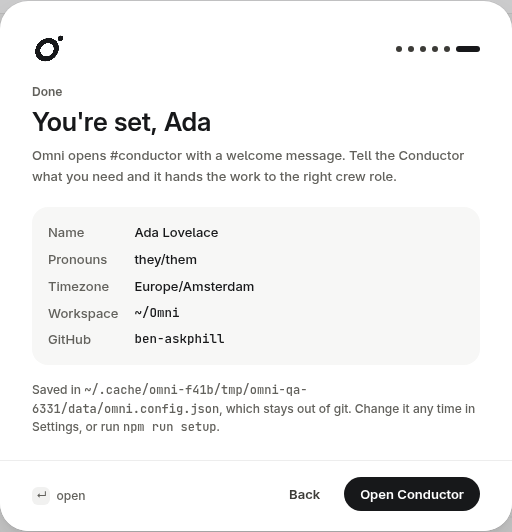 Done
You're set, Ada
Omni opens #conductor with a welcome message. Tell the Conductor
what you need and it hands the work to the right crew role.
Name Ada Lovelace
Pronouns they/them
Timezone Europe/Amsterdam
Workspace ~/Omni
GitHub ben-askphill
Saved in ~/.cache/omni-f41b/tmp/omni-qa-
6331/data/omni.config.json, which stays out of git. Change it any time in
Settings, or run npm run setup.
↵ open Back Open Conductor